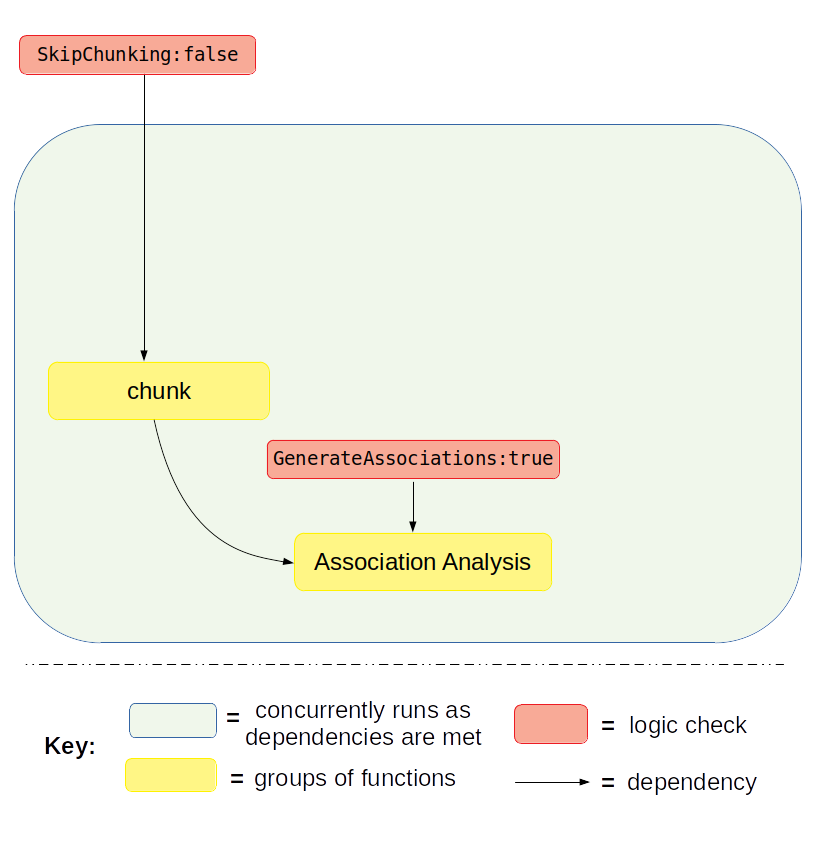 SkipChunking:false
chunk
GenerateAssociations:true
Association Analysis
Key:
= concurrently runs as
dependencies are met
= groups of functions
= logic check
= dependency